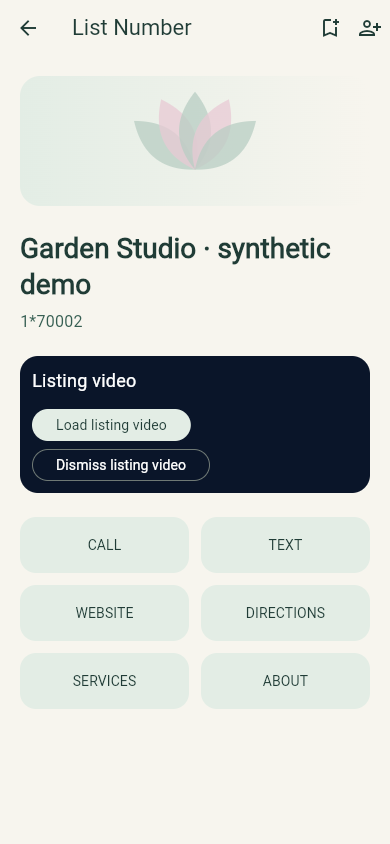 List Number
Garden Studio · synthetic
demo
1*70002
Listing video
Load listing video
Dismiss listing video
CALL
TEXT
WEBSITE
DIRECTIONS
SERVICES
ABOUT